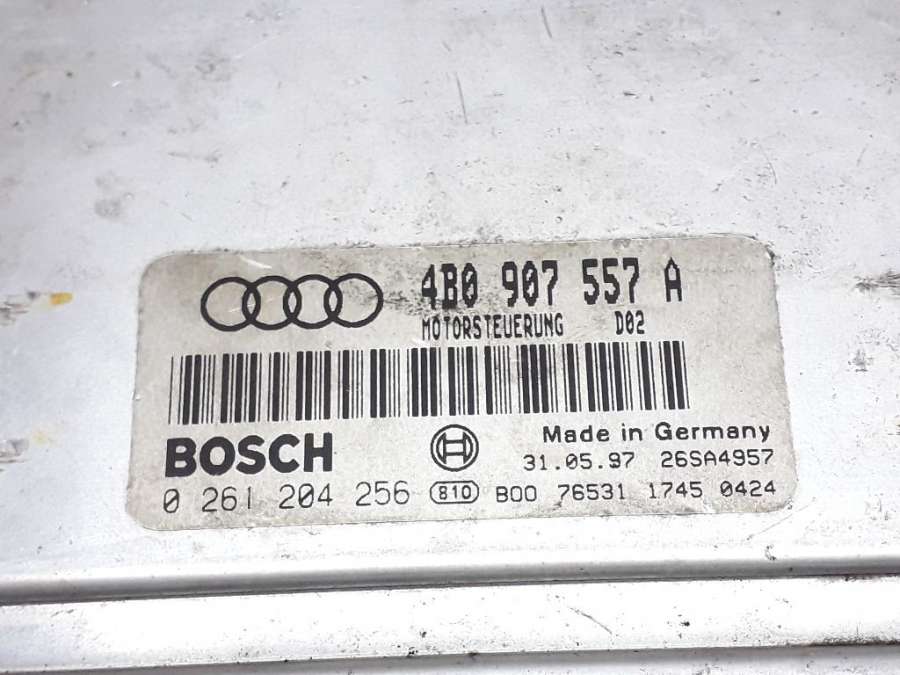 4B0 907 557 A
MOTORSTEUERUNG D02
BOSCH Made in Germany
31.05.97 26SA4957
0 261 204 256 810 B00 76531 1745 0424